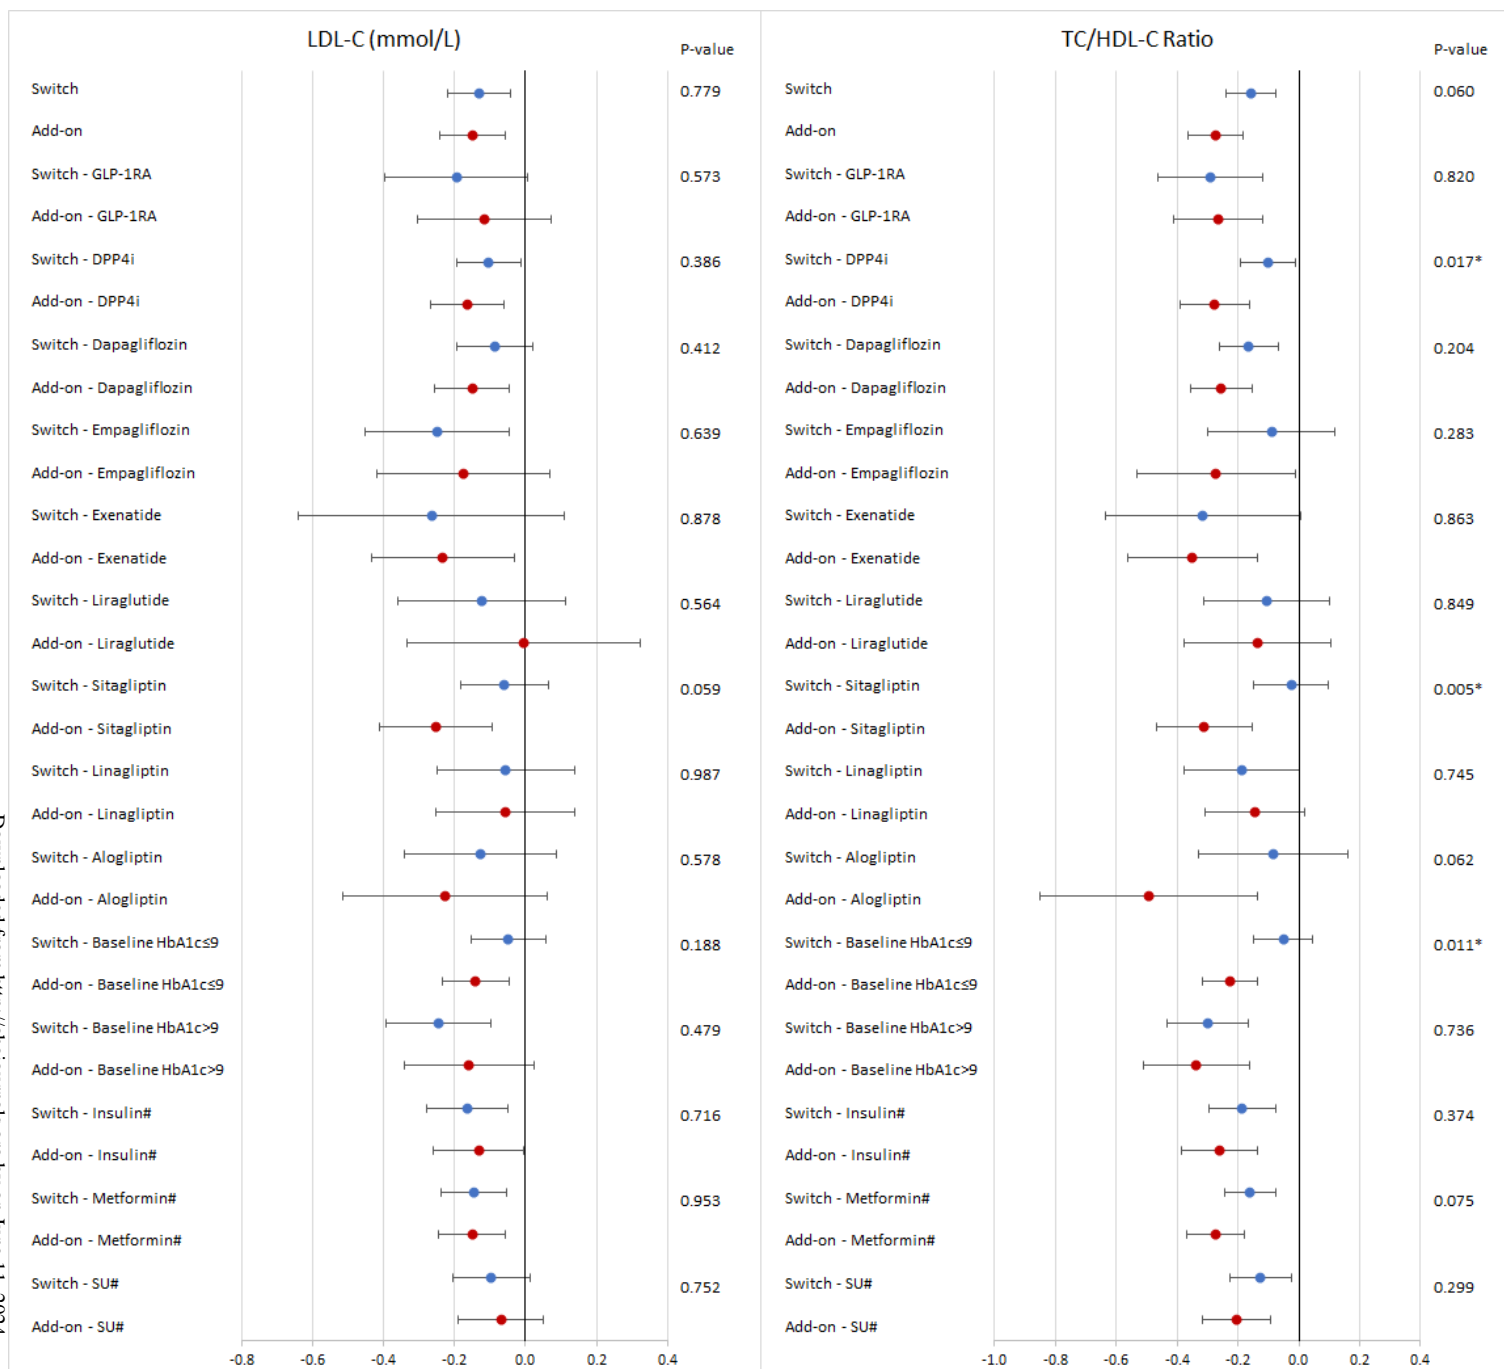 LDL-C (mmol/L)
P-value
Switch 0.779
Add-on
Switch - GLP-1RA 0.573
Add-on - GLP-1RA
Switch - DPP4i 0.386
Add-on - DPP4i
Switch - Dapagliflozin 0.412
Add-on - Dapagliflozin
Switch - Empagliflozin 0.639
Add-on - Empagliflozin
Switch - Exenatide 0.878
Add-on - Exenatide
Switch - Liraglutide 0.564
Add-on - Liraglutide
Switch - Sitagliptin 0.059
Add-on - Sitagliptin
Switch - Linagliptin 0.987
Add-on - Linagliptin
Switch - Alogliptin 0.578
Add-on - Alogliptin
Switch - Baseline HbA1c≤9 0.188
Add-on - Baseline HbA1c≤9
Switch - Baseline HbA1c>9 0.479
Add-on - Baseline HbA1c>9
Switch - Insulin# 0.716
Add-on - Insulin#
Switch - Metformin# 0.953
Add-on - Metformin#
Switch - SU# 0.752
Add-on - SU#
-0.8 -0.6 -0.4 -0.2 0.0 0.2 0.4
TC/HDL-C Ratio
P-value
Switch 0.060
Add-on
Switch - GLP-1RA 0.820
Add-on - GLP-1RA
Switch - DPP4i 0.017*
Add-on - DPP4i
Switch - Dapagliflozin 0.204
Add-on - Dapagliflozin
Switch - Empagliflozin 0.283
Add-on - Empagliflozin
Switch - Exenatide 0.863
Add-on - Exenatide
Switch - Liraglutide 0.849
Add-on - Liraglutide
Switch - Sitagliptin 0.005*
Add-on - Sitagliptin
Switch - Linagliptin 0.745
Add-on - Linagliptin
Switch - Alogliptin 0.062
Add-on - Alogliptin
Switch - Baseline HbA1c≤9 0.011*
Add-on - Baseline HbA1c≤9
Switch - Baseline HbA1c>9 0.736
Add-on - Baseline HbA1c>9
Switch - Insulin# 0.374
Add-on - Insulin#
Switch - Metformin# 0.075
Add-on - Metformin#
Switch - SU# 0.299
Add-on - SU#
-1.0 -0.8 -0.6 -0.4 -0.2 0.0 0.2 0.4